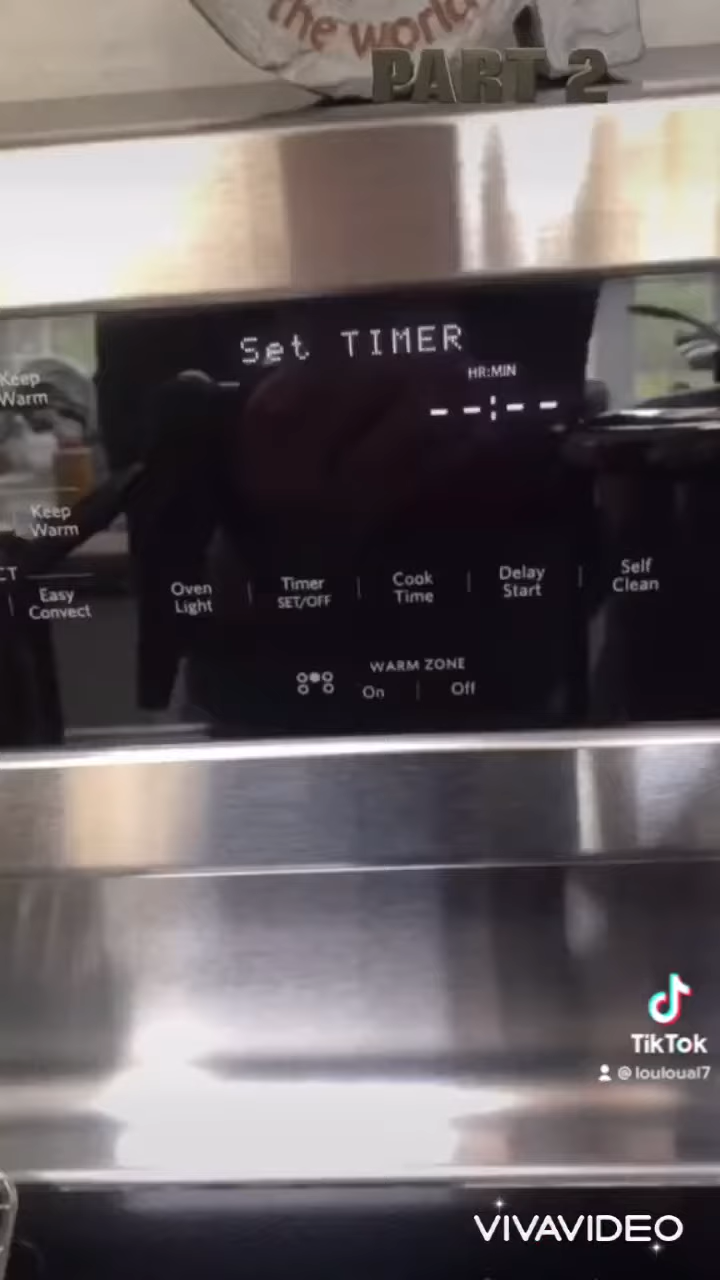 the world
PART 2
Set TIMER
HR:MIN
--:--
Keep
Warm
Keep
Warm
CT
Easy
Convect
Oven
Light
Timer
SET/OFF
Cook
Time
Delay
Start
Self
Clean
WARM ZONE
On
Off
TikTok
@louloual7
VIVAVIDEO